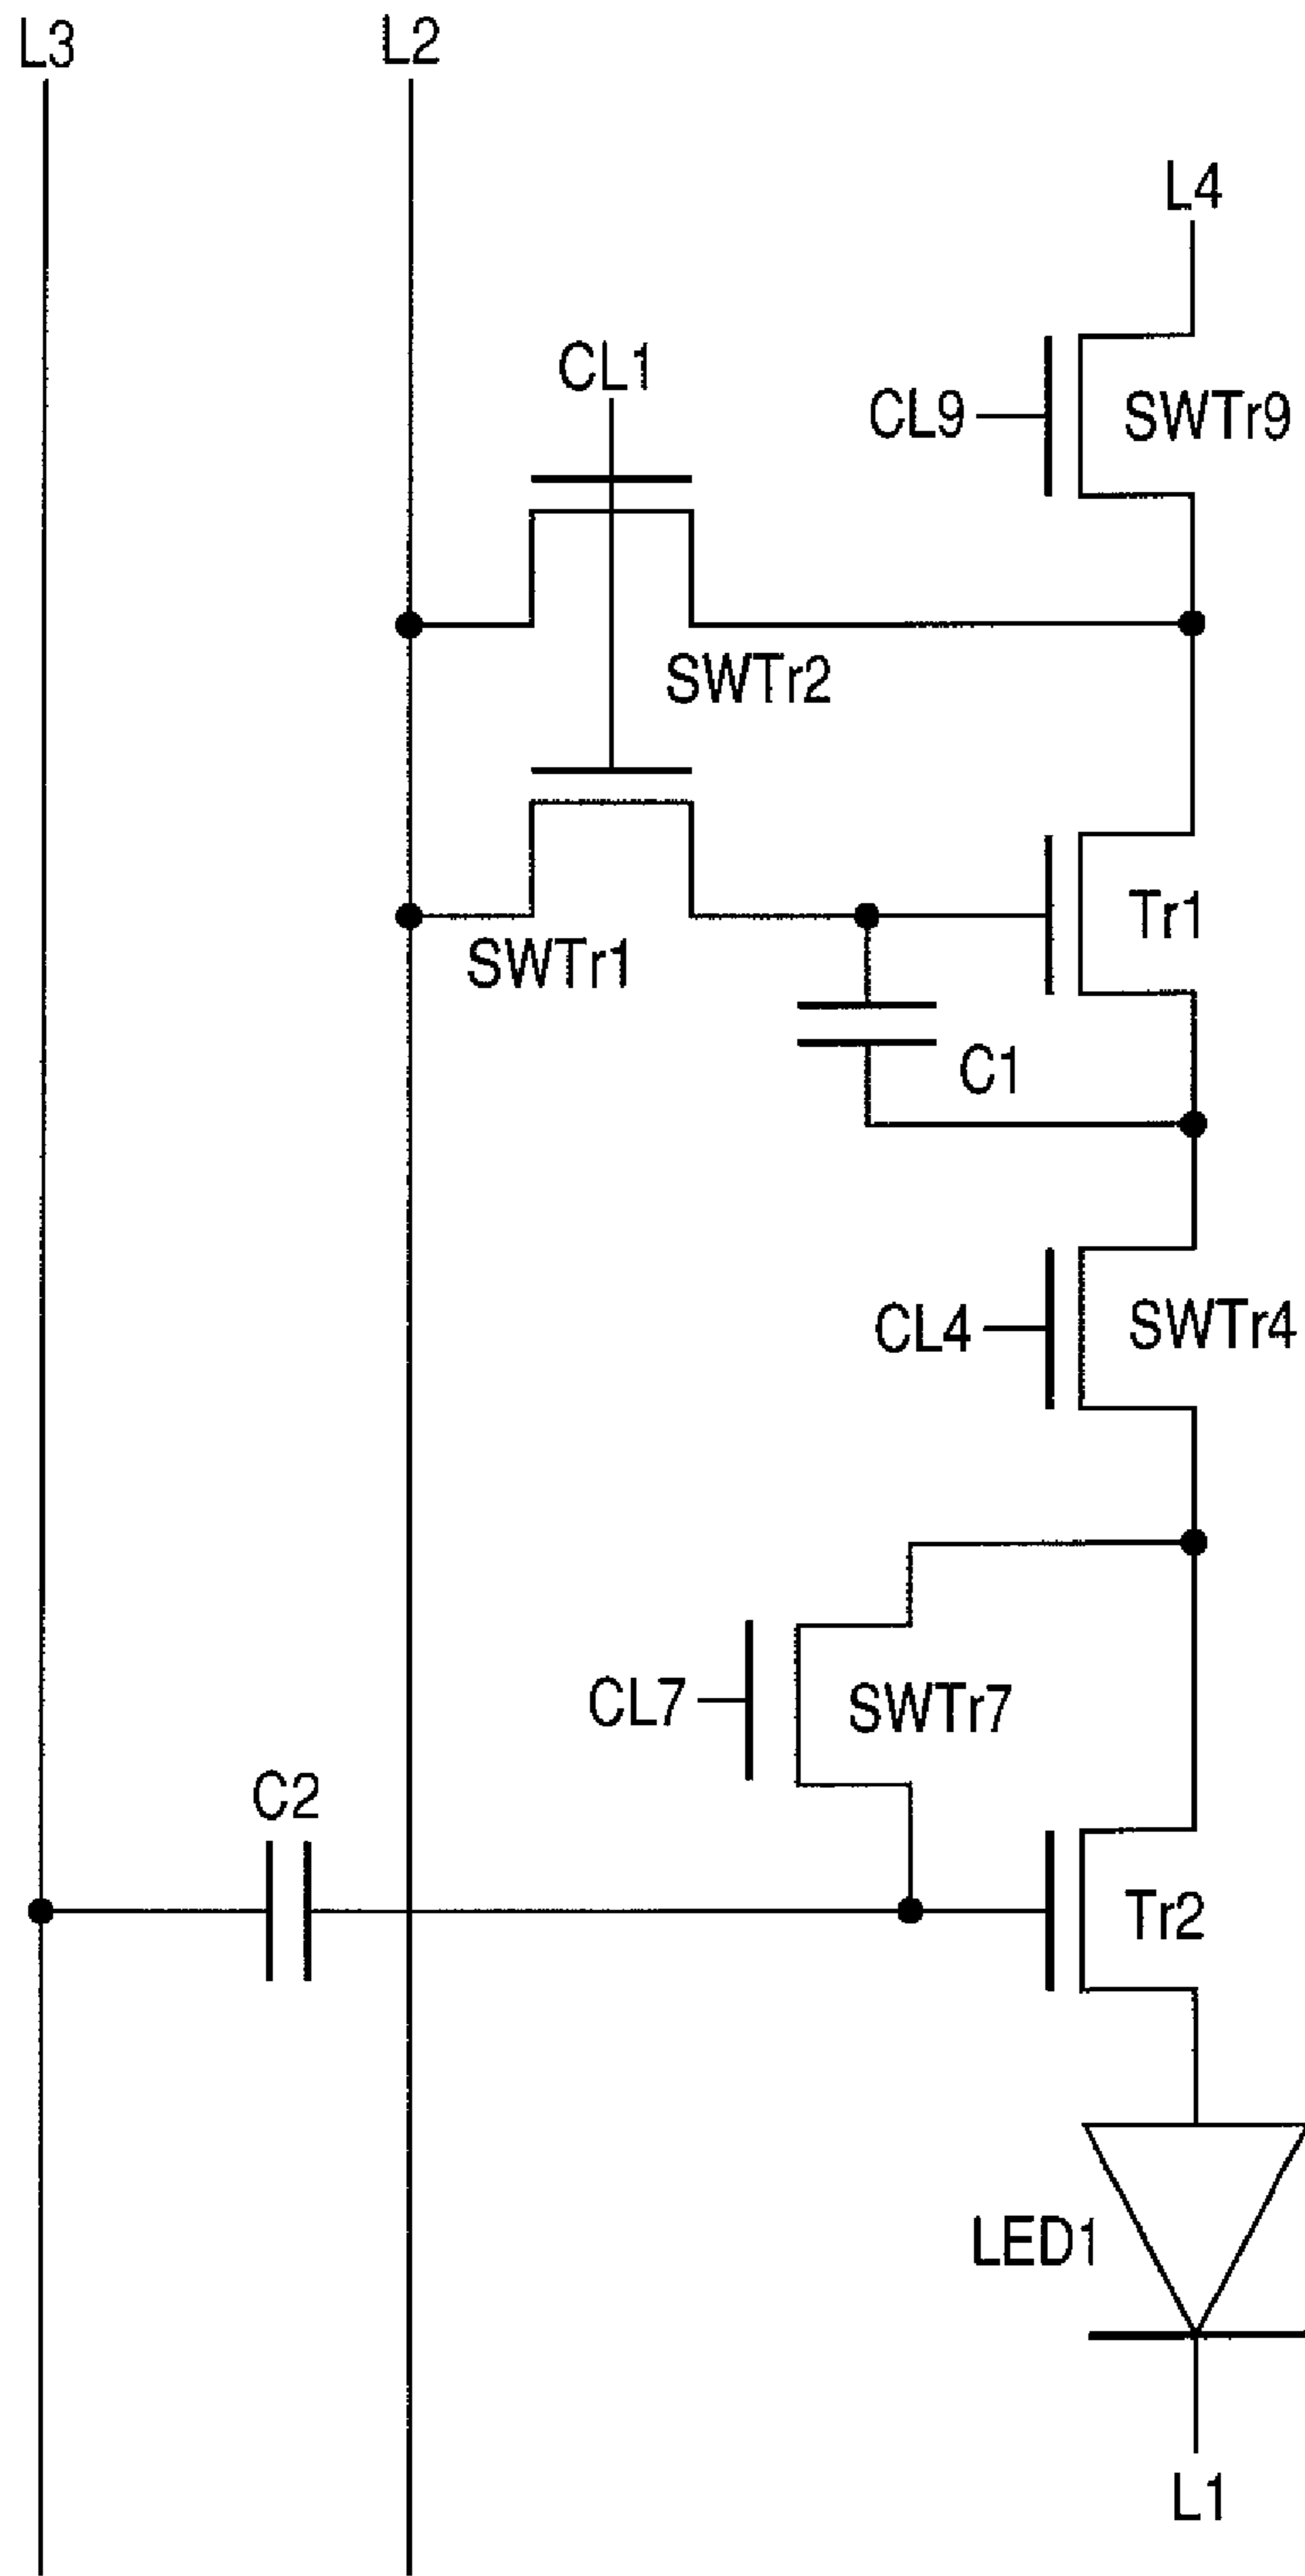 L3
L2
L4
CL1
CL9
SWTr9
SWTr2
Tr1
SWTr1
C1
CL4
SWTr4
CL7
SWTr7
C2
Tr2
LED1
L1